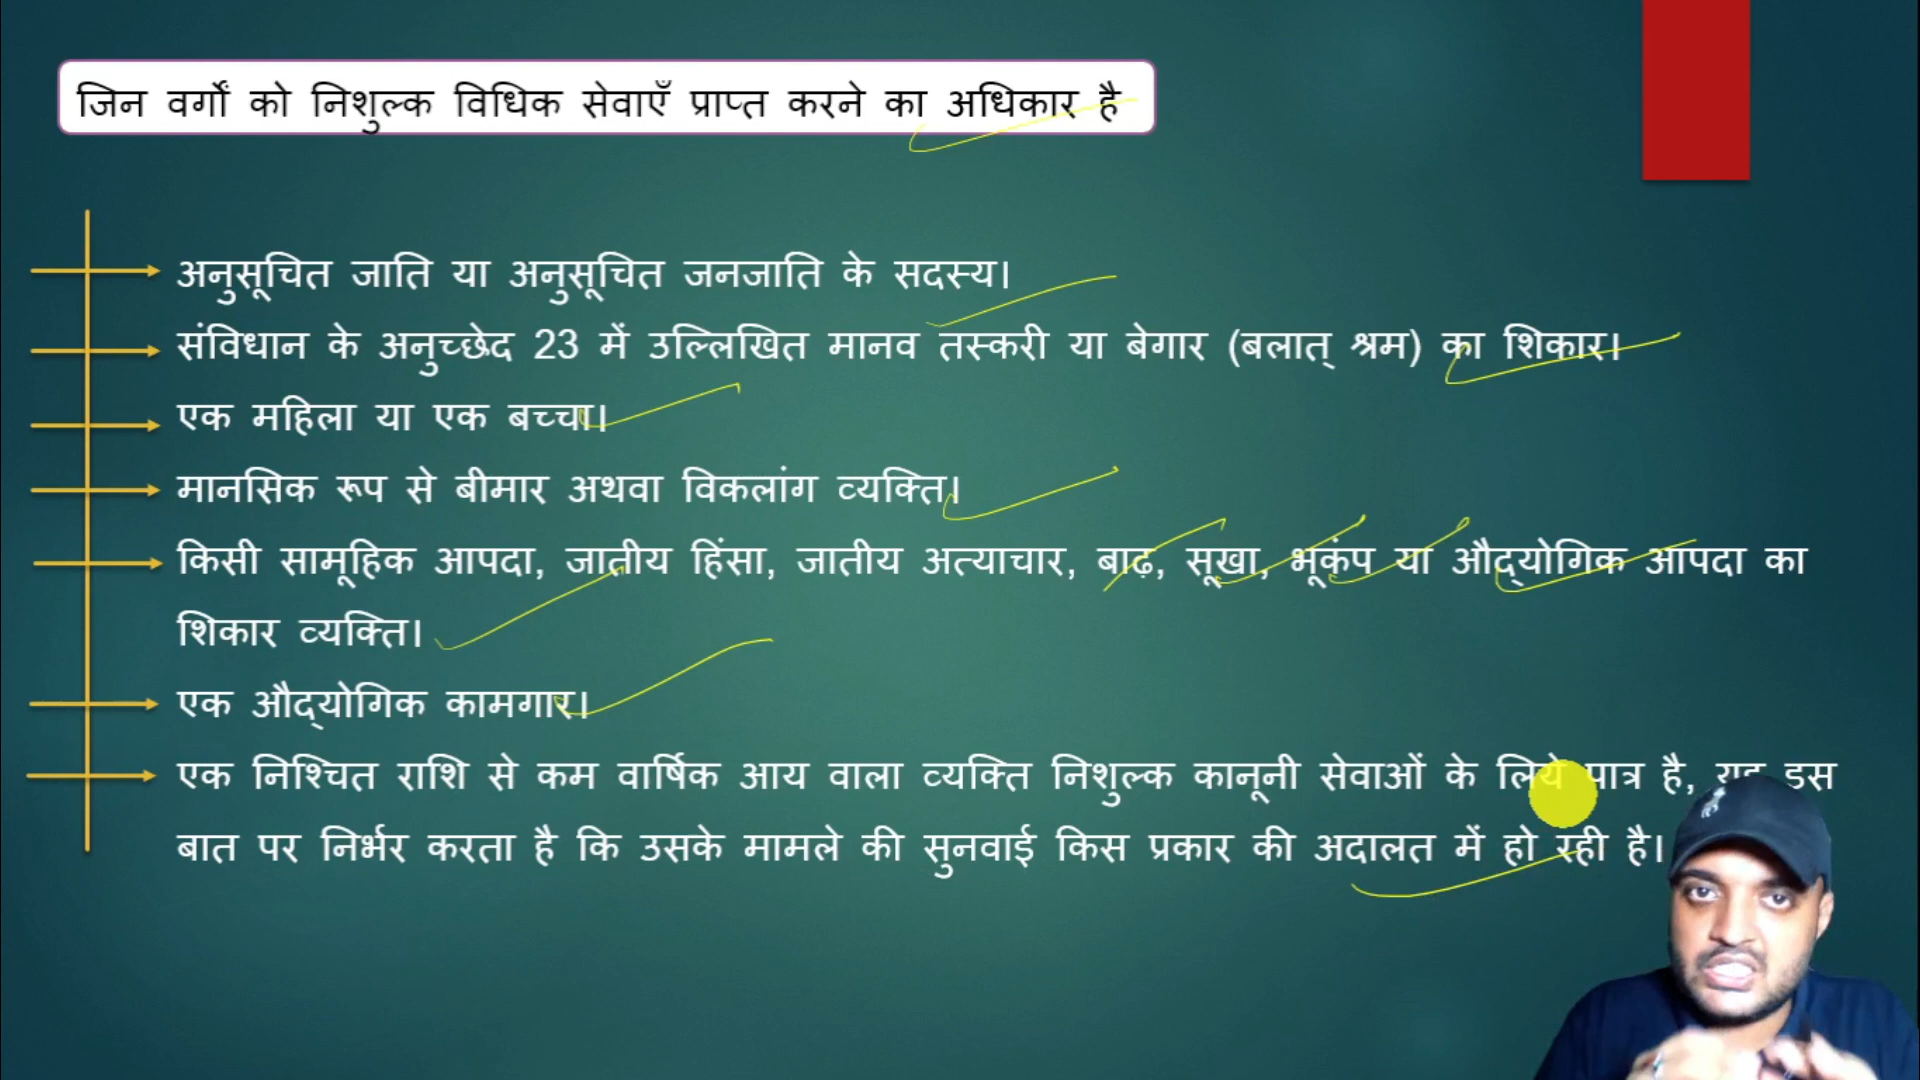 जिन वर्गों को निशुल्क विधिक सेवाएँ प्राप्त करने का अधिकार है
अनुसूचित जाति या अनुसूचित जनजाति के सदस्य।
संविधान के अनुच्छेद 23 में उल्लिखित मानव तस्करी या बेगार (बलात् श्रम) का शिकार।
एक महिला या एक बच्चा।
मानसिक रूप से बीमार अथवा विकलांग व्यक्ति।
किसी सामूहिक आपदा, जातीय हिंसा, जातीय अत्याचार, बाढ़, सूखा, भूकंप या औद्योगिक आपदा का
शिकार व्यक्ति।
एक औद्योगिक कामगार।
एक निश्चित राशि से कम वार्षिक आय वाला व्यक्ति निशुल्क कानूनी सेवाओं के लिये पात्र है, यह इस
बात पर निर्भर करता है कि उसके मामले की सुनवाई किस प्रकार की अदालत में हो रही है।